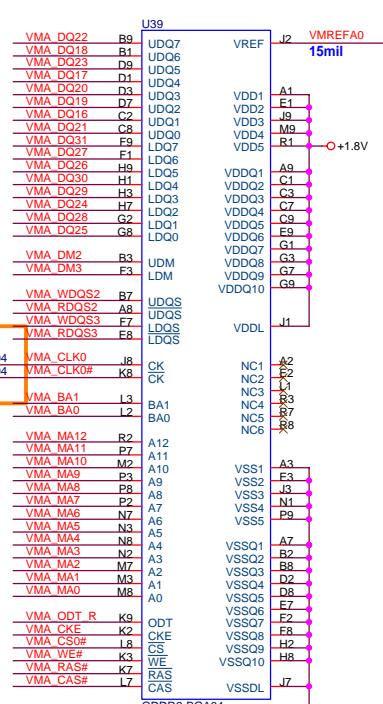 U39
VMA_DQ22 B9 UDQ7 VREF J2 VMREFA0
VMA_DQ18 B1 UDQ6 15mil
VMA_DQ23 D9 UDQ5
VMA_DQ17 D1 UDQ4
VMA_DQ20 D3 UDQ3 VDD1 A1
VMA_DQ19 D7 UDQ2 VDD2 E1
VMA_DQ16 C2 UDQ1 VDD3 J9
VMA_DQ21 C8 UDQ0 VDD4 M9
VMA_DQ31 F9 LDQ7 VDD5 R1 +1.8V
VMA_DQ27 F1 LDQ6
VMA_DQ26 H9 LDQ5 VDDQ1 A9
VMA_DQ30 H1 LDQ4 VDDQ2 C1
VMA_DQ29 H3 LDQ3 VDDQ3 C3
VMA_DQ24 H7 LDQ2 VDDQ4 C7
VMA_DQ28 G2 LDQ1 VDDQ5 C9
VMA_DQ25 G8 LDQ0 VDDQ6 E9
VDDQ7 G1
VMA_DM2 B3 UDM VDDQ8 G3
VMA_DM3 F3 LDM VDDQ9 G7
VDDQ10 G9
VMA_WDQS2 B7 UDQS
VMA_RDQS2 A8 UDQS
VMA_WDQS3 F7 LDQS VDDL J1
VMA_RDQS3 E8 LDQS
04 VMA_CLK0 J8 CK NC1 A2
04 VMA_CLK0# K8 CK NC2 E2
NC3 L1
VMA_BA1 L3 BA1 NC4 R3
VMA_BA0 L2 BA0 NC5 R7
NC6 R8
VMA_MA12 R2 A12
VMA_MA11 P7 A11
VMA_MA10 M2 A10 VSS1 A3
VMA_MA9 P3 A9 VSS2 E3
VMA_MA8 P8 A8 VSS3 J3
VMA_MA7 P2 A7 VSS4 N1
VMA_MA6 N7 A6 VSS5 P9
VMA_MA5 N3 A5
VMA_MA4 N8 A4 VSSQ1 A7
VMA_MA3 N2 A3 VSSQ2 B2
VMA_MA2 M7 A2 VSSQ3 B8
VMA_MA1 M3 A1 VSSQ4 D2
VMA_MA0 M8 A0 VSSQ5 D8
VSSQ6 E7
VMA_ODT_R K9 ODT VSSQ7 F2
VMA_CKE K2 CKE VSSQ8 F8
VMA_CS0# L8 CS VSSQ9 H2
VMA_WE# K3 WE VSSQ10 H8
VMA_RAS# K7 RAS
VMA_CAS# L7 CAS VSSDL J7